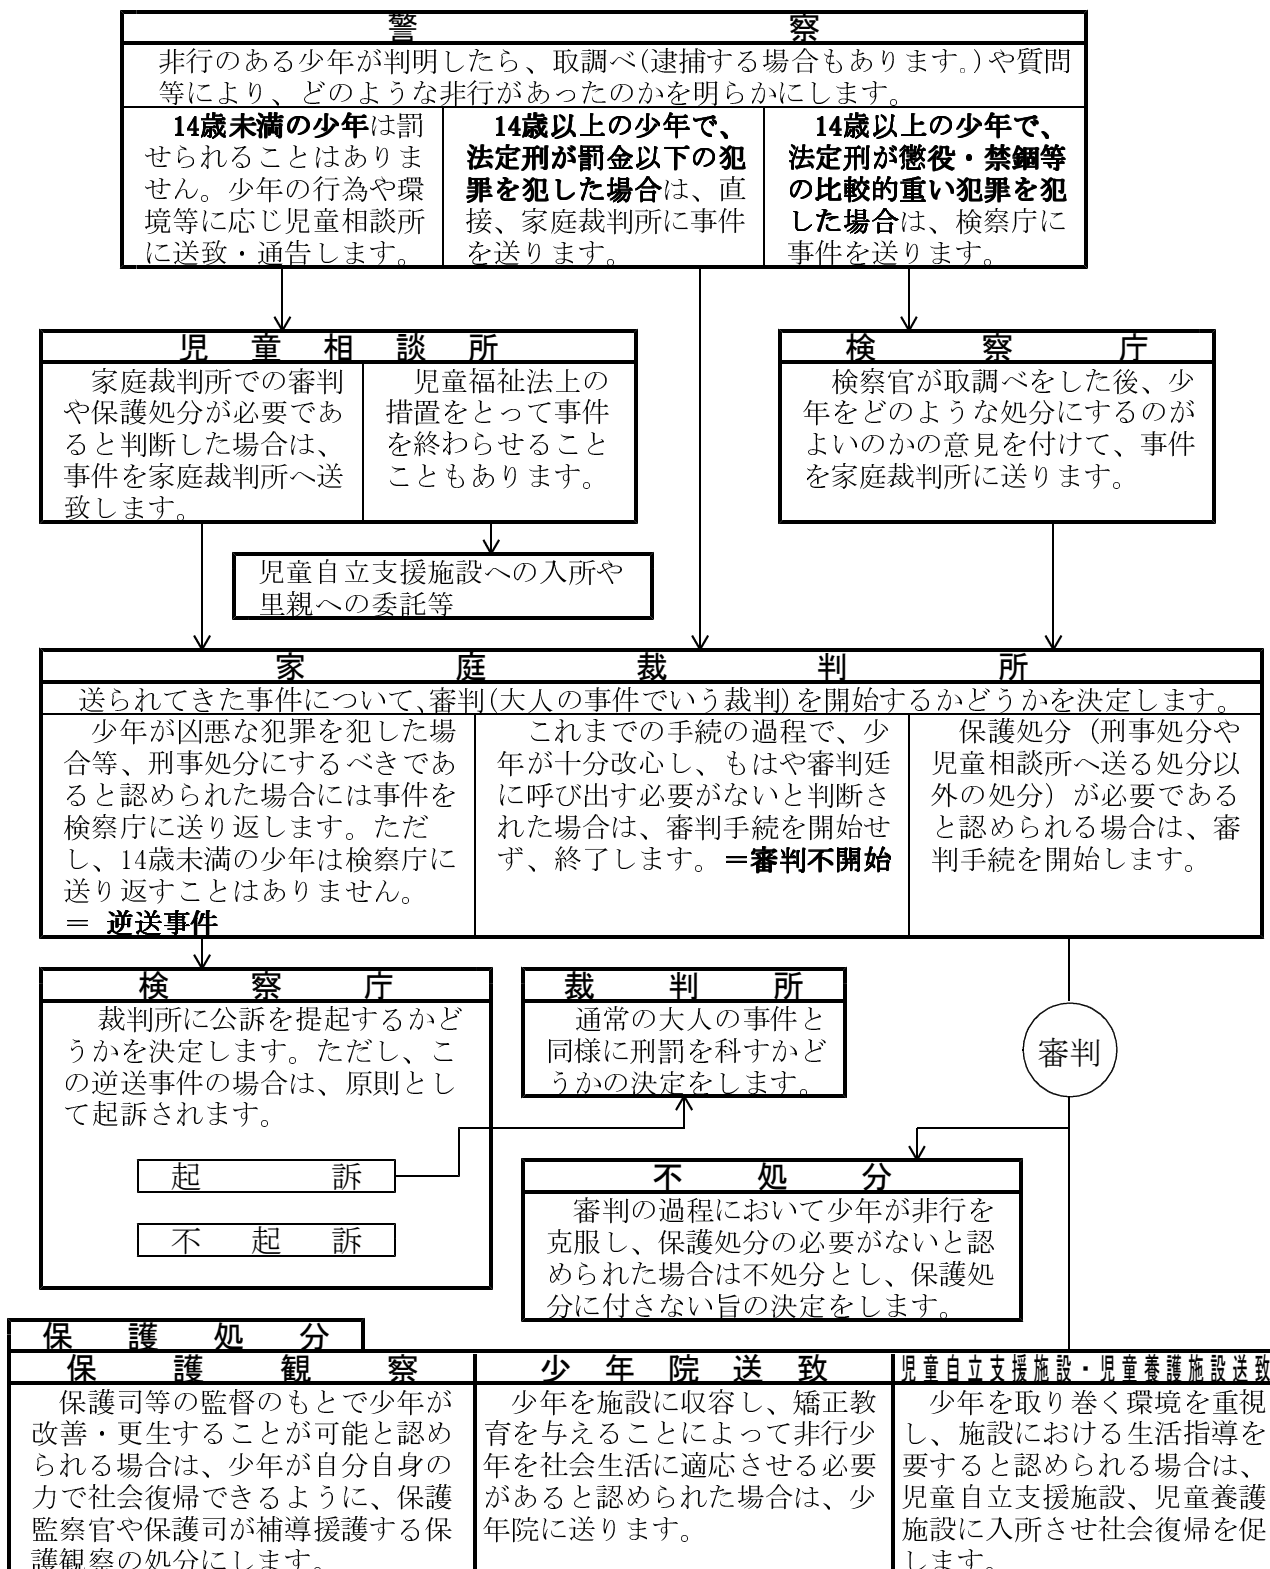 警察
非行のある少年が判明したら、取調べ(逮捕する場合もあります。)や質問
等により、どのような非行があったのかを明らかにします。
14歳未満の少年は罰
せられることはありま
せん。少年の行為や環
境等に応じ児童相談所
に送致・通告します。
14歳以上の少年で、
法定刑が罰金以下の犯
罪を犯した場合は、直
接、家庭裁判所に事件
を送ります。
14歳以上の少年で、
法定刑が懲役・禁錮等
の比較的重い犯罪を犯
した場合は、検察庁に
事件を送ります。
児童相談所
家庭裁判所での審判
や保護処分が必要であ
ると判断した場合は、
事件を家庭裁判所へ送
致します。
児童福祉法上の
措置をとって事件
を終わらせること
こともあります。
検察庁
検察官が取調べをした後、少
年をどのような処分にするのが
よいのかの意見を付けて、事件
を家庭裁判所に送ります。
児童自立支援施設への入所や
里親への委託等
家庭裁判所
送られてきた事件について、審判(大人の事件でいう裁判)を開始するかどうかを決定します。
少年が凶悪な犯罪を犯した場
合等、刑事処分にするべきであ
ると認められた場合には事件を
検察庁に送り返します。ただ
し、14歳未満の少年は検察庁に
送り返すことはありません。
＝ 逆送事件
これまでの手続の過程で、少
年が十分改心し、もはや審判廷
に呼び出す必要がないと判断さ
れた場合は、審判手続を開始せ
ず、終了します。＝審判不開始
保護処分（刑事処分や
児童相談所へ送る処分以
外の処分）が必要である
と認められる場合は、審
判手続を開始します。
検察庁
裁判所に公訴を提起するかど
うかを決定します。ただし、こ
の逆送事件の場合は、原則とし
て起訴されます。
起訴
不起訴
裁判所
通常の大人の事件と
同様に刑罰を科すかど
うかの決定をします。
審判
不処分
審判の過程において少年が非行を
克服し、保護処分の必要がないと認
められた場合は不処分とし、保護処
分に付さない旨の決定をします。
保護処分
保護観察
保護司等の監督のもとで少年が
改善・更生することが可能と認め
られる場合は、少年が自分自身の
力で社会復帰できるように、保護
監察官や保護司が補導援護する保
護観察の処分にします。
少年院送致
少年を施設に収容し、矯正教
育を与えることによって非行少
年を社会生活に適応させる必要
があると認められた場合は、少
年院に送ります。
児童自立支援施設・児童養護施設送致
少年を取り巻く環境を重視
し、施設における生活指導を
要すると認められる場合は、
児童自立支援施設、児童養護
施設に入所させ社会復帰を促
します。